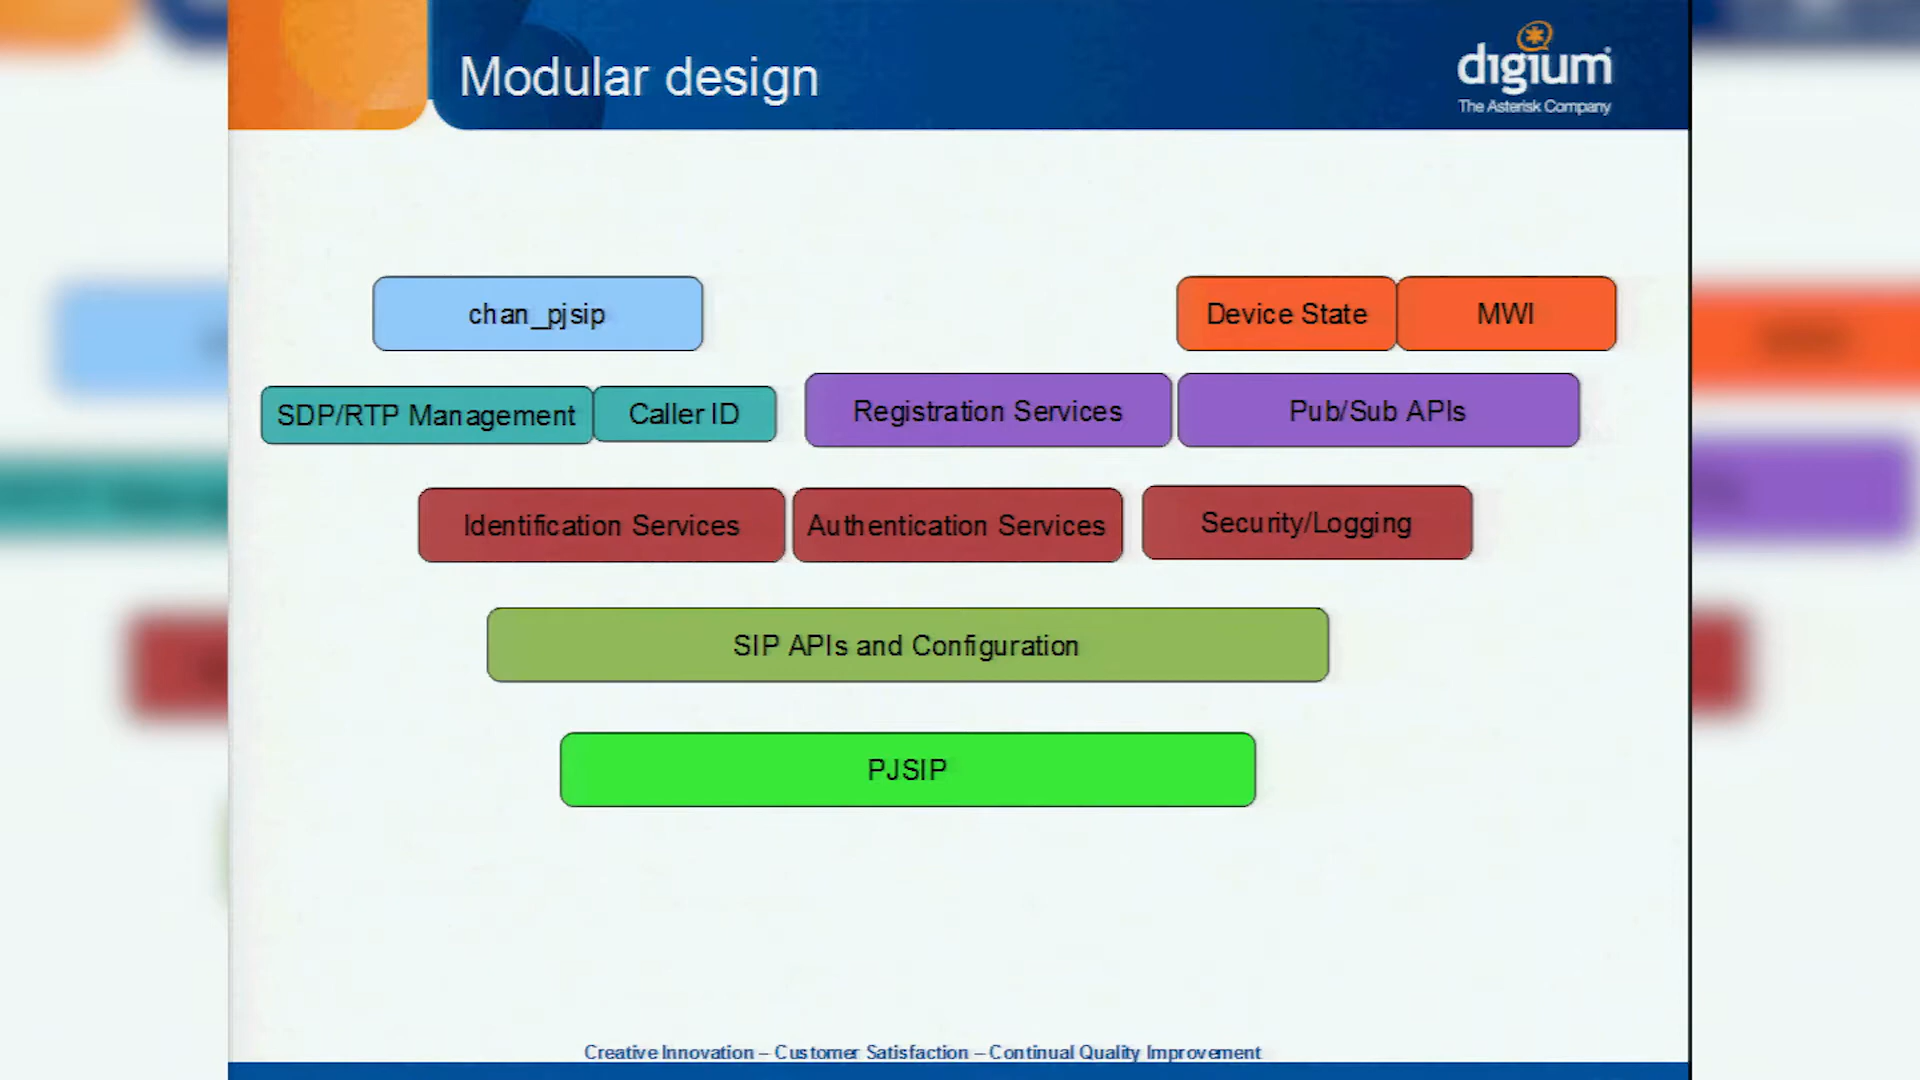 Modular design
digium
The Asterisk Company
chan_pjsip
Device State
MWI
SDP/RTP Management
Caller ID
Registration Services
Pub/Sub APIs
Identification Services
Authentication Services
Security/Logging
SIP APIs and Configuration
PJSIP
Creative Innovation – Customer Satisfaction – Continual Quality Improvement